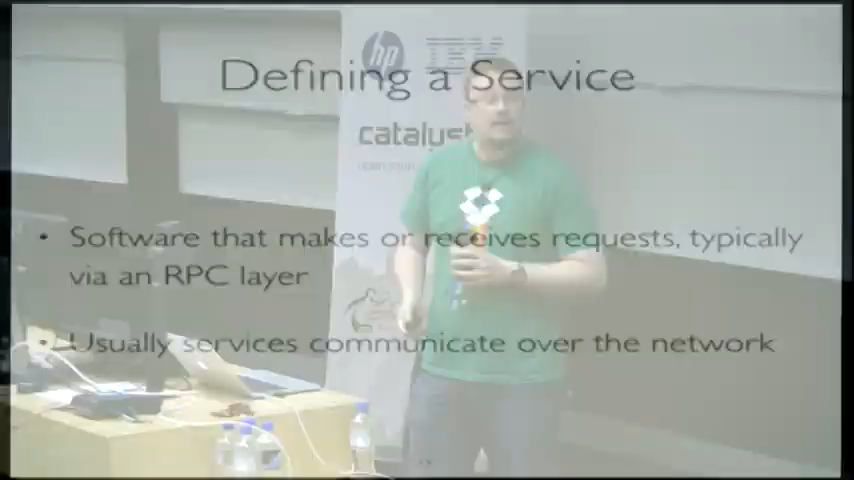 hp IBM
Defining a Service
catalyst
• Software that makes or receives requests, typically
via an RPC layer
• Usually services communicate over the network